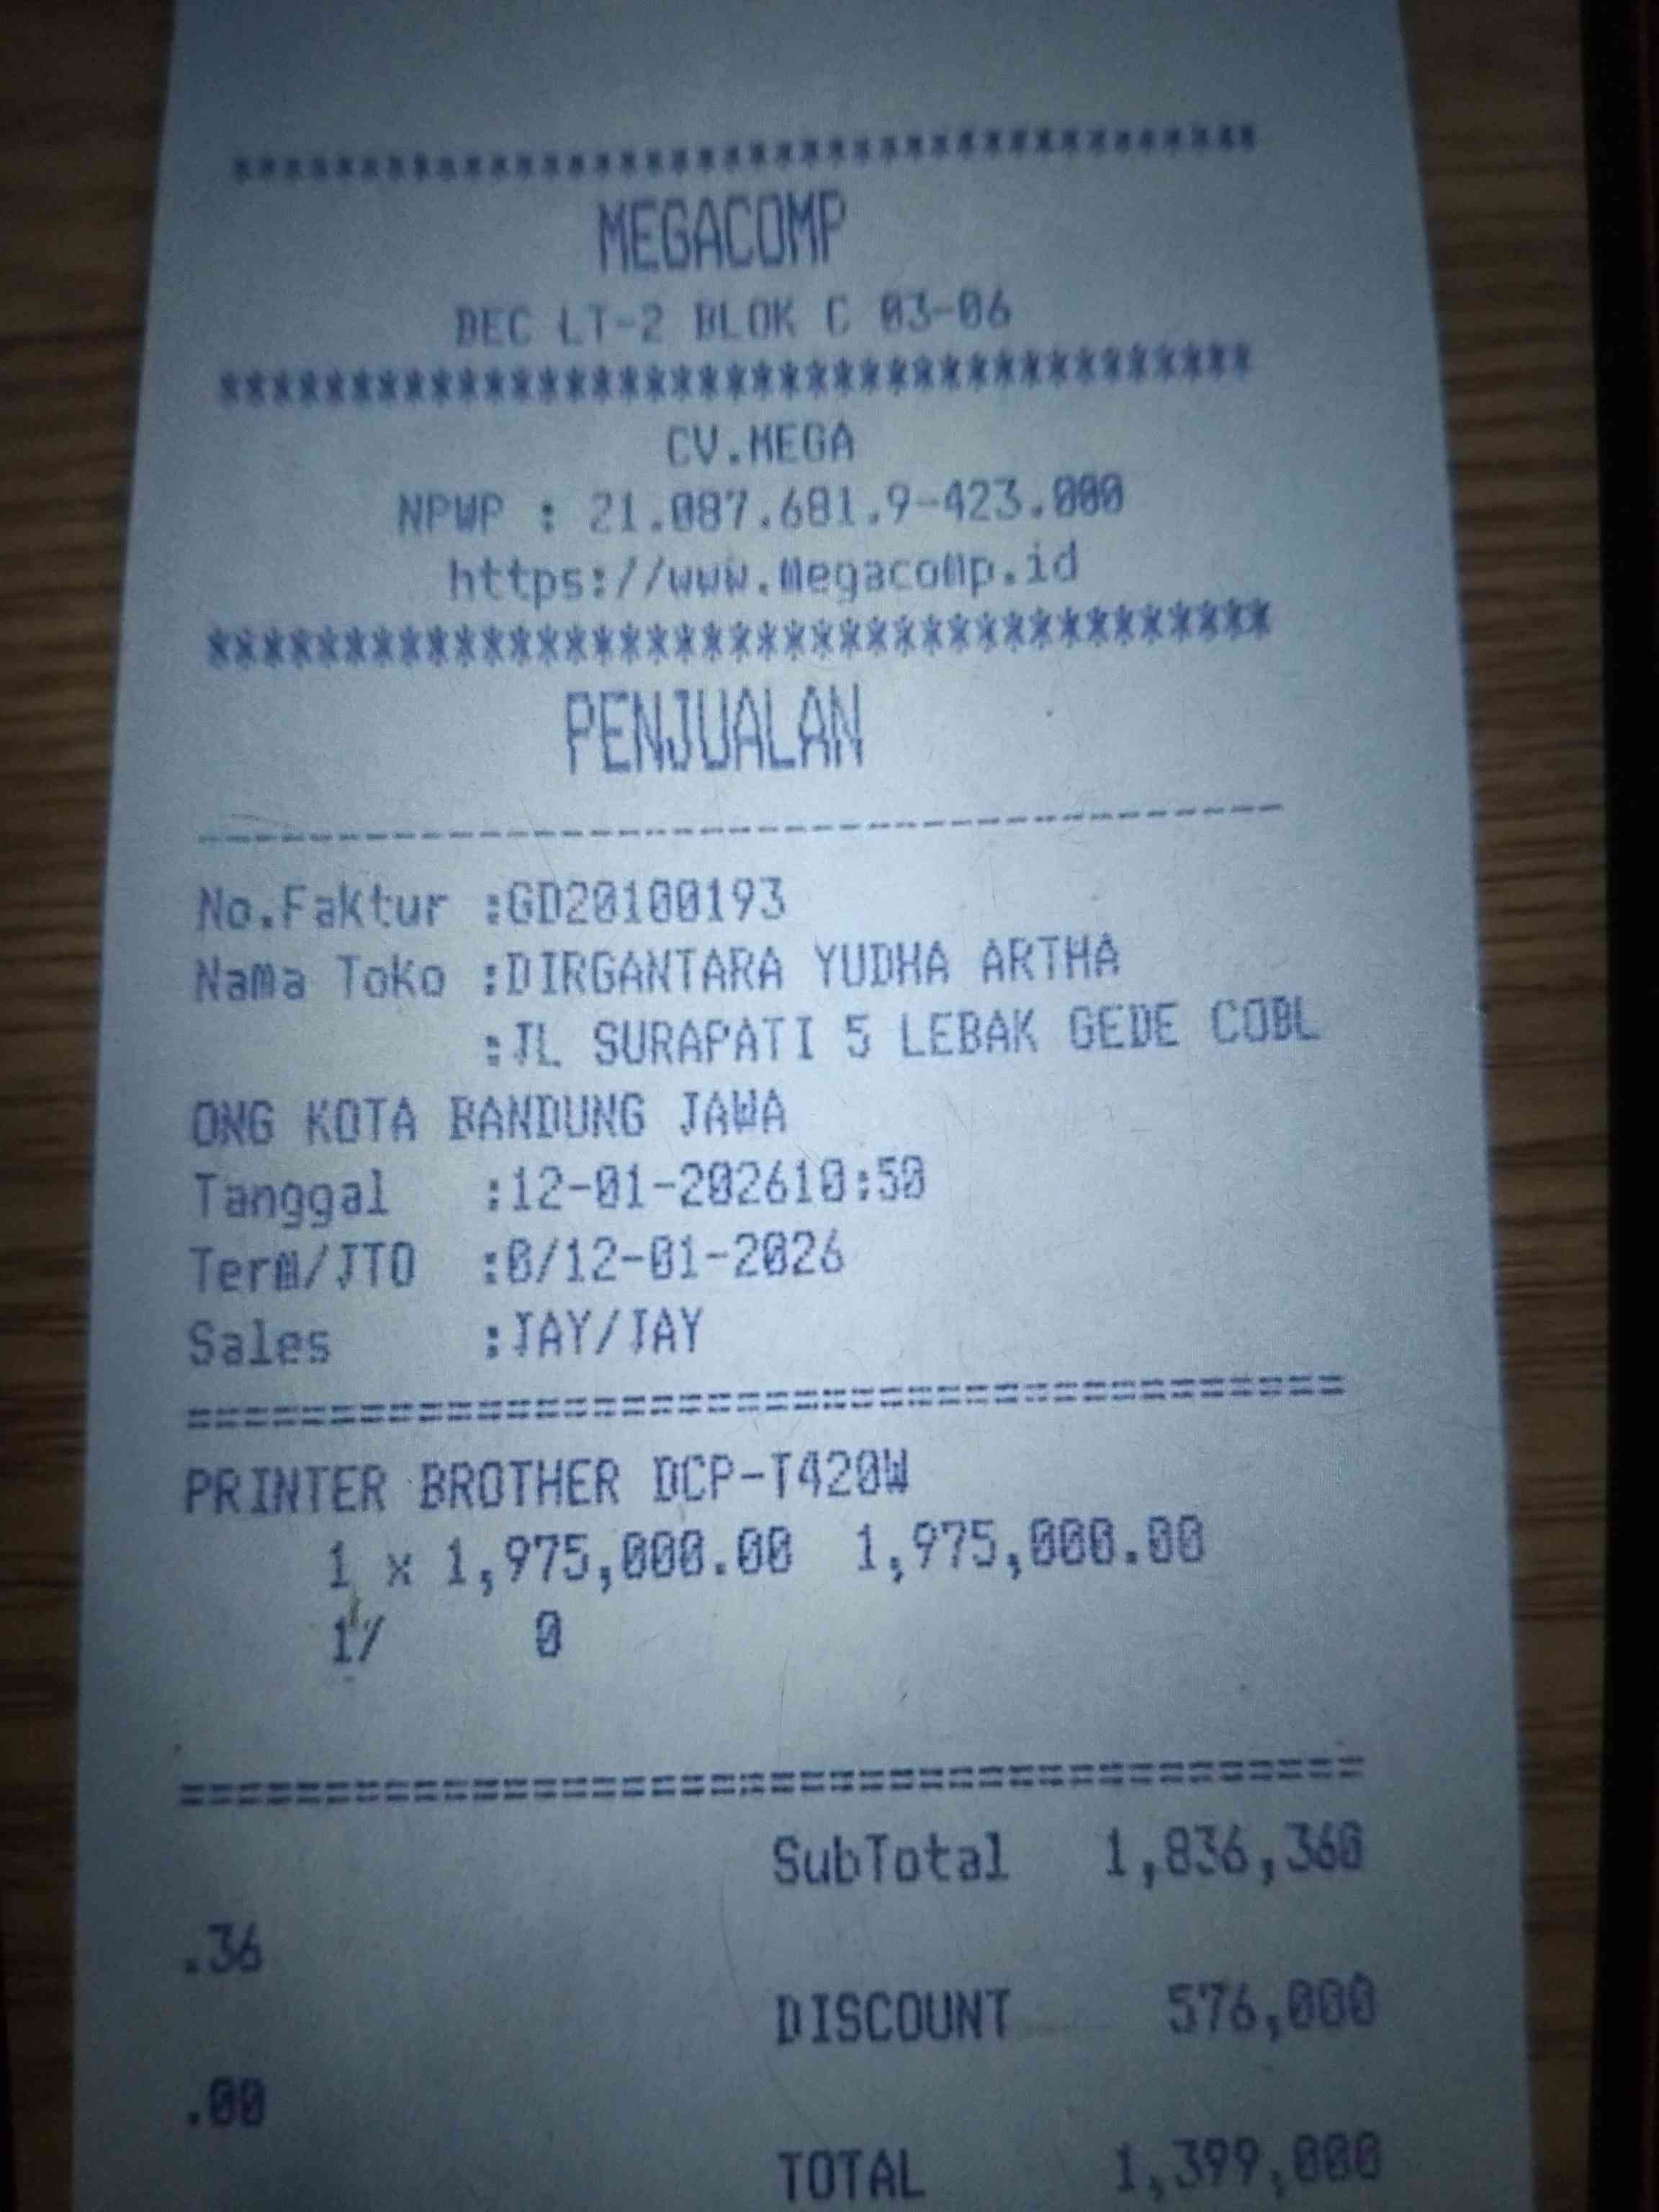 ****************************************
MEGACOMP
BEC LT-2 BLOK C 03-06
****************************************
CV.MEGA
NPWP : 21.087.681.9-423.000
https://www.megacomp.id
****************************************
PENJUALAN
----------------------------------------
No.Faktur :GD20100193
Nama Toko :DIRGANTARA YUDHA ARTHA
:JL SURAPATI 5 LEBAK GEDE COBL
ONG KOTA BANDUNG JAWA
Tanggal :12-01-202610:50
Term/JTO :0/12-01-2026
Sales :JAY/JAY
========================================
PRINTER BROTHER DCP-T420W
1 x 1,975,000.00 1,975,000.00
1/ 0
========================================
SubTotal 1,836,360
.36
DISCOUNT 576,000
.00
TOTAL 1,399,000